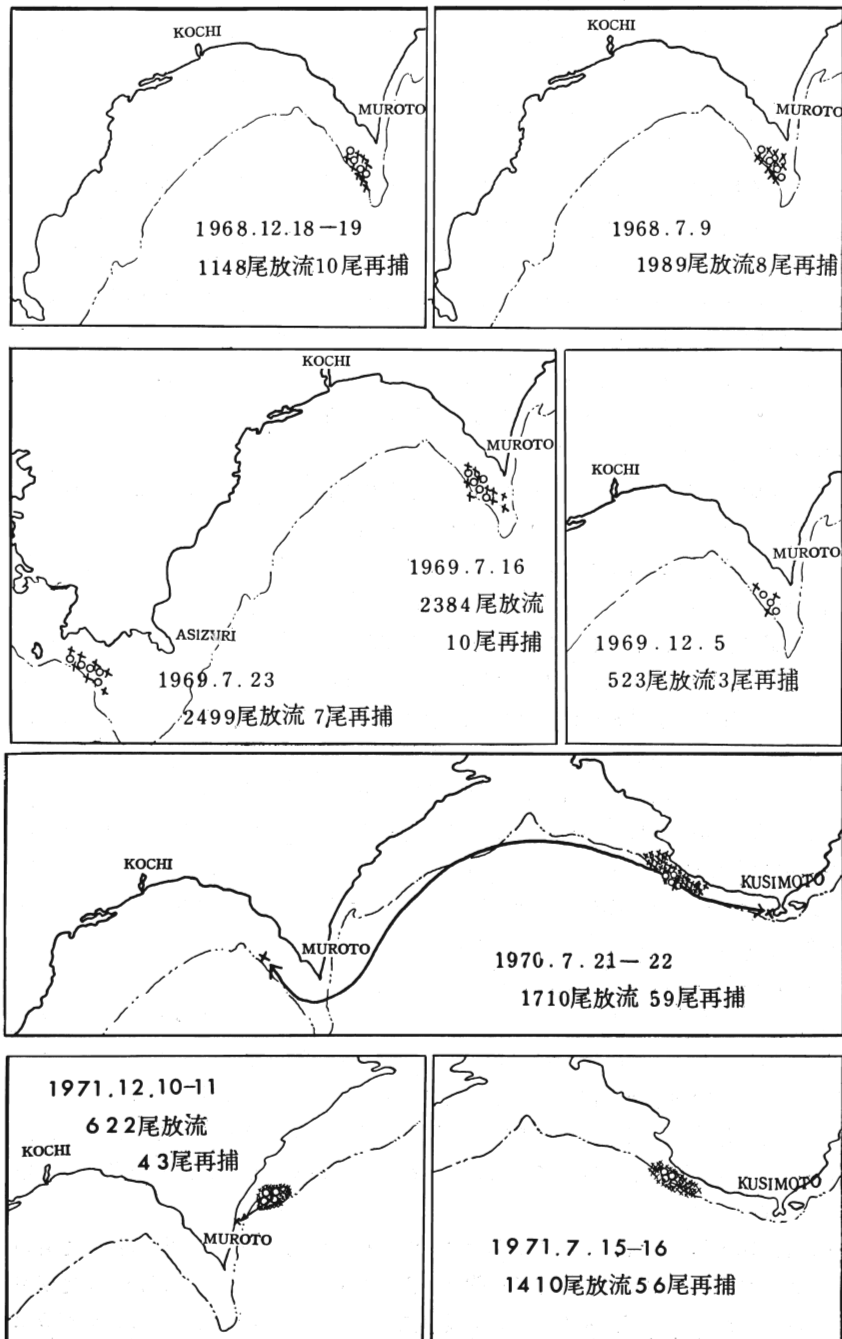 KOCHI
MUROTO
1968.12.18-19
1148尾放流10尾再捕
KOCHI
MUROTO
1968.7.9
1989尾放流8尾再捕
KOCHI
MUROTO
1969.7.16
2384尾放流
10尾再捕
ASIZURI
1969.7.23
2499尾放流 7尾再捕
KOCHI
MUROTO
1969.12.5
523尾放流3尾再捕
KOCHI
MUROTO
KUSIMOTO
1970.7.21-22
1710尾放流 59尾再捕
1971.12.10-11
622尾放流
43尾再捕
KOCHI
MUROTO
KUSIMOTO
1971.7.15-16
1410尾放流56尾再捕